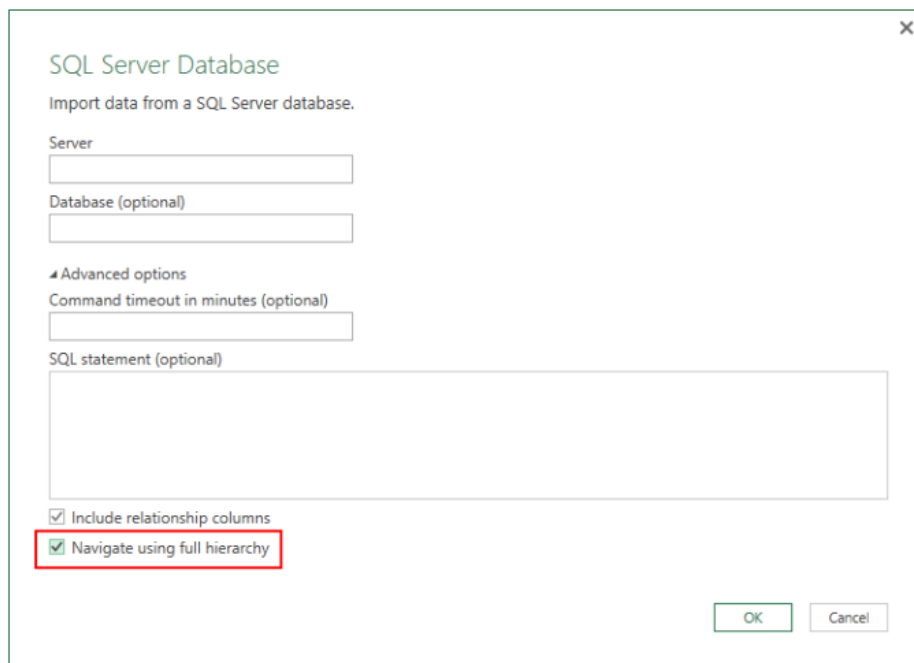 SQL Server Database
Import data from a SQL Server database.
Server
Database (optional)
Advanced options
Command timeout in minutes (optional)
SQL statement (optional)
Include relationship columns
Navigate using full hierarchy
OK
Cancel